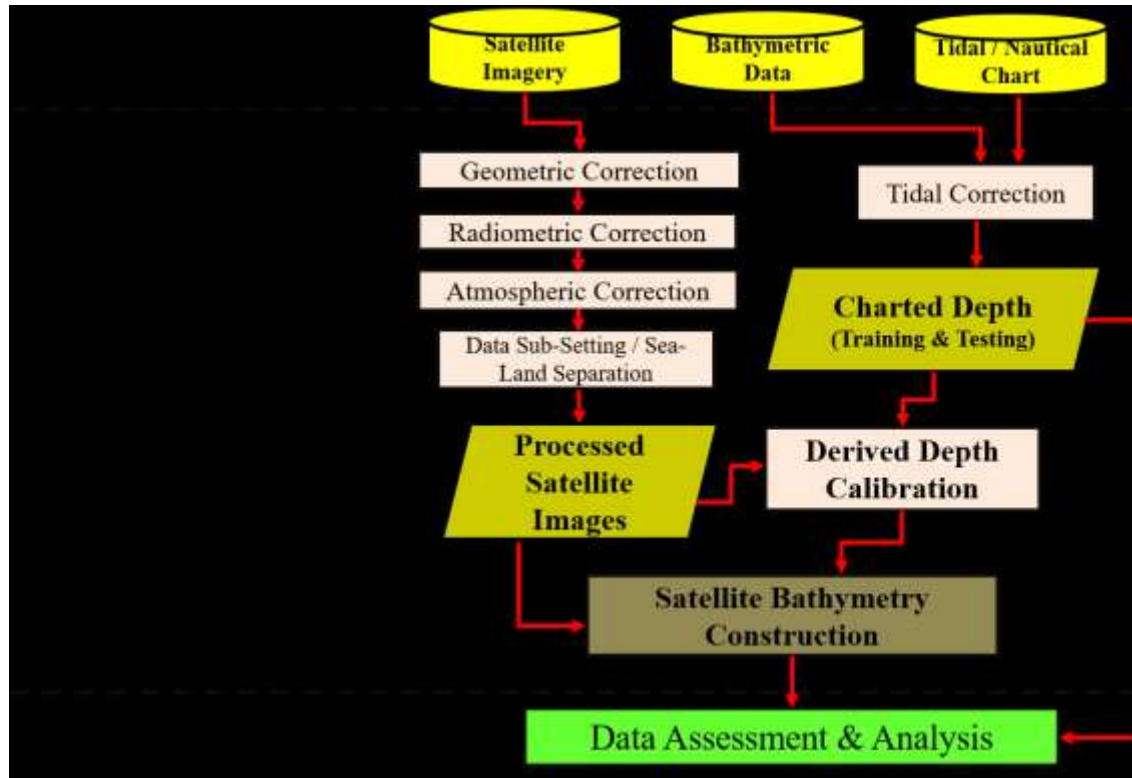 Satellite
Imagery
Bathymetric
Data
Tidal / Nautical
Chart
Geometric Correction
Radiometric Correction
Atmospheric Correction
Data Sub-Setting / Sea-
Land Separation
Tidal Correction
Charted Depth
(Training & Testing)
Processed
Satellite
Images
Derived Depth
Calibration
Satellite Bathymetry
Construction
Data Assessment & Analysis